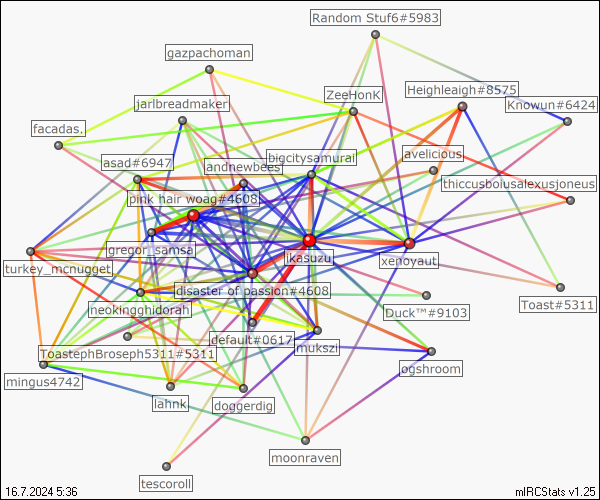 Random Stuf6#5983
gazpachoman
Heighleaigh#8575
ZeeHonK
jarlbreadmaker
Knowun#6424
facadas.
bigcitysamurai
avelicious
asad#6947
andnewbees
thiccusboiusalexusjoneus
pink hair woag#4608
gregor_samsa
jikasuzu
xenoyaut
turkey_mcnugget
disaster of passion#4608
Toast#5311
neokingghidorah
Duck™#9103
default#0617
mukszi
ToastephBroseph5311#5311
ogshroom
mingus4742
lahnk
doggerdig
moonraven
tescoroll
16.7.2024 5:36
mIRCStats v1.25